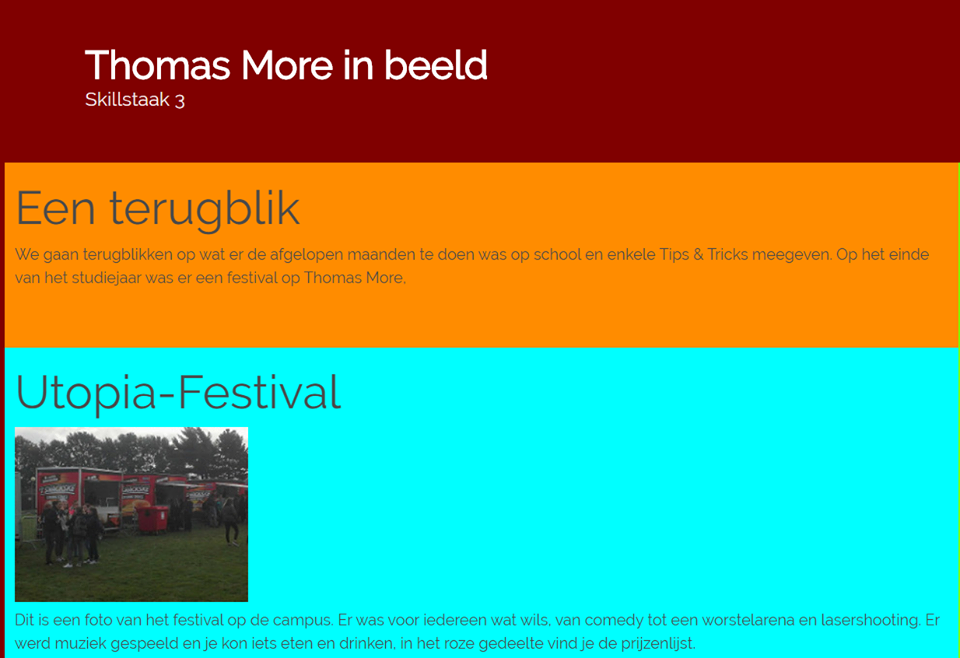 Thomas More in beeld
Skillstaak 3
Een terugblik
We gaan terugblikken op wat er de afgelopen maanden te doen was op school en enkele Tips & Tricks meegeven. Op het einde
van het studiejaar was er een festival op Thomas More.
Utopia-Festival
Dit is een foto van het festival op de campus. Er was voor iedereen wat wils, van comedy tot een worstelarena en lasershooting. Er
werd muziek gespeeld en je kon iets eten en drinken, in het roze gedeelte vind je de prijzenlijst.